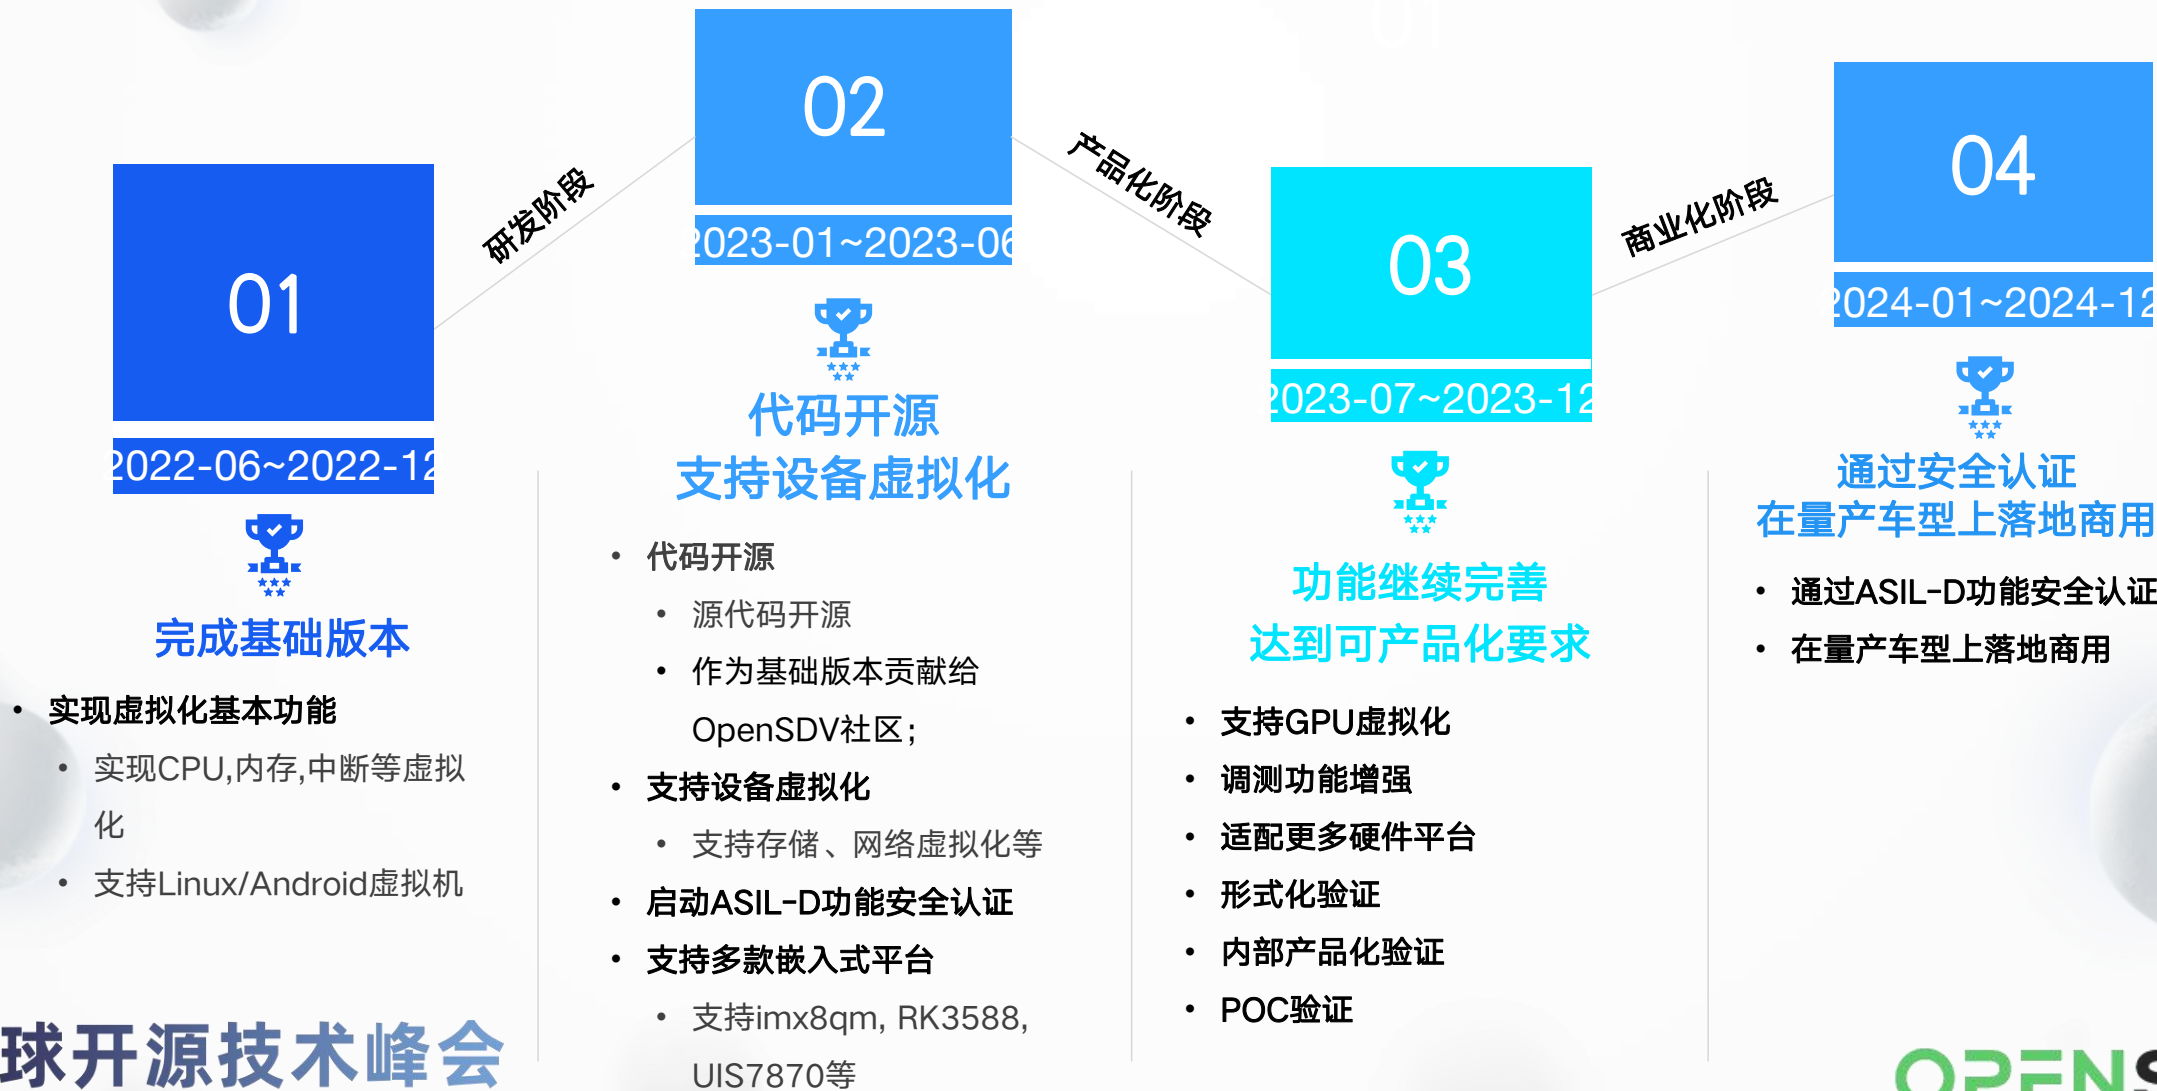 01
2022-06~2022-12
完成基础版本
• 实现虚拟化基本功能
• 实现CPU,内存,中断等虚拟
化
• 支持Linux/Android虚拟机
研发阶段
02
2023-01~2023-06
代码开源
支持设备虚拟化
• 代码开源
• 源代码开源
• 作为基础版本贡献给
OpenSDV社区；
• 支持设备虚拟化
• 支持存储、网络虚拟化等
• 启动ASIL-D功能安全认证
• 支持多款嵌入式平台
• 支持imx8qm, RK3588,
UIS7870等
产品化阶段
03
2023-07~2023-12
功能继续完善
达到可产品化要求
• 支持GPU虚拟化
• 调测功能增强
• 适配更多硬件平台
• 形式化验证
• 内部产品化验证
• POC验证
商业化阶段
04
2024-01~2024-12
通过安全认证
在量产车型上落地商用
• 通过ASIL-D功能安全认证
• 在量产车型上落地商用
球开源技术峰会
OPENS